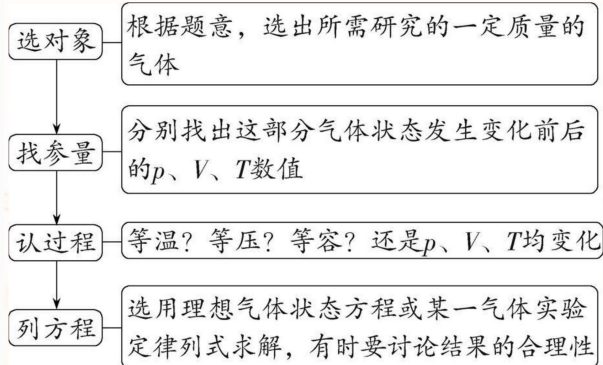 选对象
根据题意，选出所需研究的一定质量的
气体
找参量
分别找出这部分气体状态发生变化前后
的p、V、T数值
认过程
等温？等压？等容？还是p、V、T均变化
列方程
选用理想气体状态方程或某一气体实验
定律列式求解，有时要讨论结果的合理性